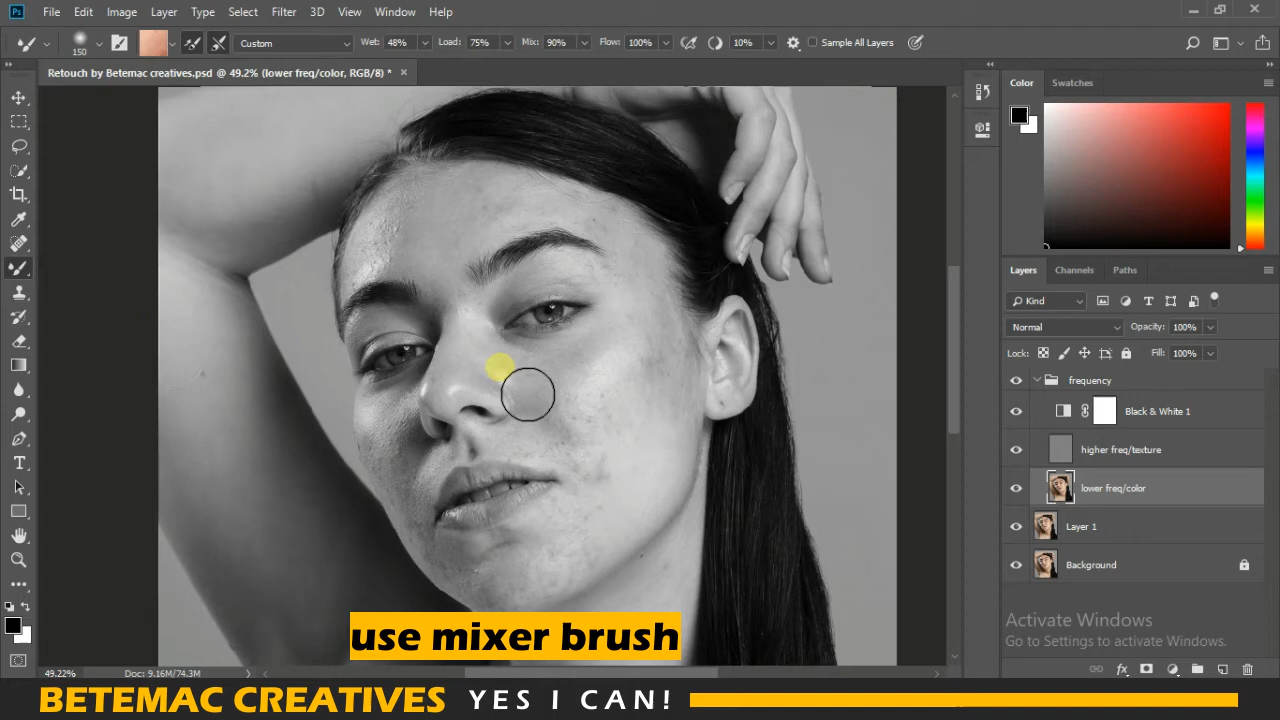 Ps File Edit Image Layer Type Select Filter 3D View Window Help
150 Custom Wet: 48% Load: 75% Mix: 90% Flow: 100% 10% Sample All Layers
Retouch by Betemac creatives.psd @ 49.2% (lower freq/color, RGB/8) * ×
Color Swatches
Layers Channels Paths
Kind
Normal Opacity: 100%
Lock: Fill: 100%
frequency
Black & White 1
higher freq/texture
lower freq/color
Layer 1
Background
Activate Windows
Go to Settings to activate Windows.
use mixer brush
49.22% Doc: 9.16M/74.3M
BETEMAC CREATIVES YES I CAN!